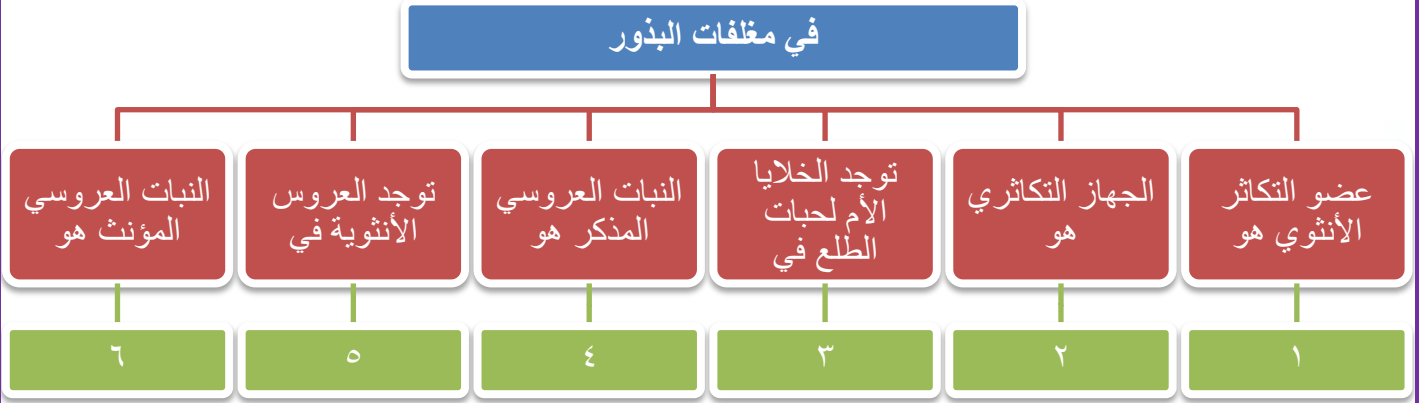 في مغلفات البذور
عضو التكاثر
الأنثوي هو
الجهاز التكاثري
هو
توجد الخلايا
الأم لحبات
الطلع في
النبات العروسي
المذكر هو
توجد العروس
الأنثوية في
النبات العروسي
المؤنث هو
١
٢
٣
٤
٥
٦